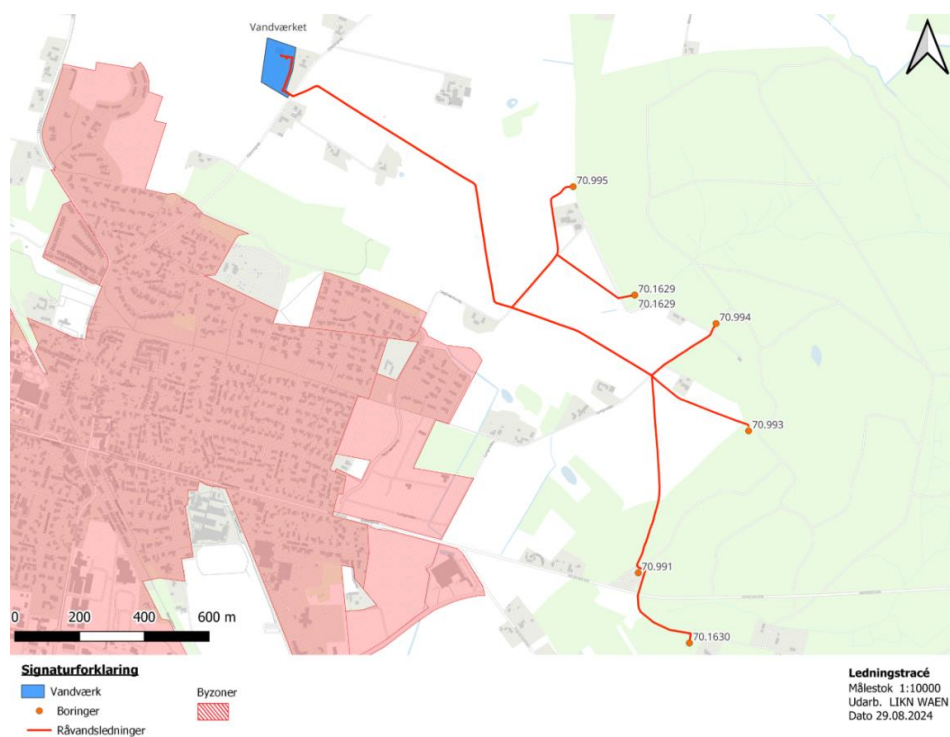 Vandværket
70.995
70.1629
70.1629
70.994
70.993
70.991
70.1630
0 200 400 600 m
Signaturforklaring
Vandværk
Byzoner
Boringer
Råvandsledninger
Ledningstracé
Målestok 1:10000
Udarb. LIKN WAEN
Dato 29.08.2024